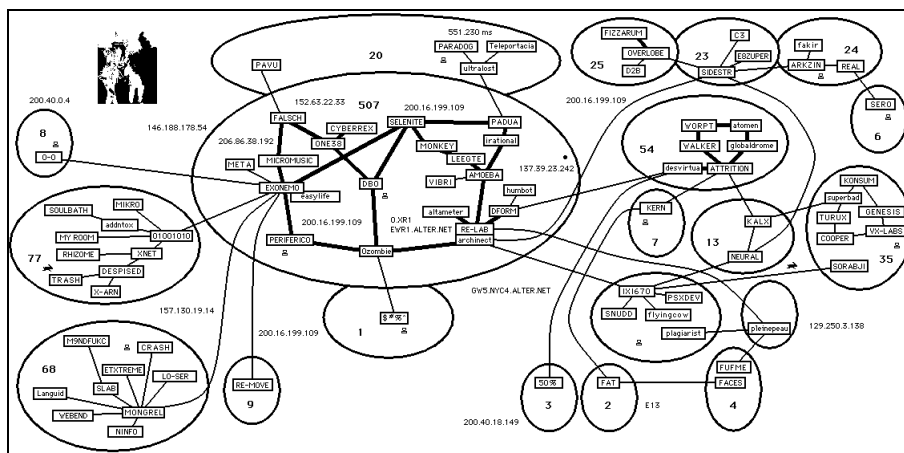 551.230 ms
PARADOG
Teleportacia
20
PAVU
ultralost
FIZZARUM
OVERLOBE
D2B
25
C3
23
E8ZUPER
SIDESTR
fakir
24
ARKZIN
REAL
SERO
6
200.40.0.4
8
0-0
146.188.178.54
152.63.22.33
507
200.16.199.109
FALSCH
CYBERREX
ONE38
SELENITE
PADUA
206.86.38.192
MICROMUSIC
MONKEY
irational
META
LEEGTE
EXONEMO
easylife
DBO
VIBRI
AMOEBA
137.39.23.242
humbot
DFORM
200.16.199.109
0.XR1
EWR1.ALTER.NET
altameter
PERIFERICO
RE-LAB
archinect
0zombie
200.16.199.109
54
WORPT
atomen
WALKER
globaldrome
desvirtua
ATTRITION
KERN
7
KALX
13
NEURAL
KONSUM
superbad
TURUX
GENESIS
COOPER
VX-LABS
35
SORABJI
MIKRO
SOULBATH
addntox
MY ROOM
01001010
RHIZOME
XNET
77
DESPISED
TRASH
X-ARN
157.130.19.14
GW5.NYC4.ALTER.NET
IXI670
PSXDEV
SNUDD
flyingcow
plagiarist
pleinepeau
129.250.3.138
1
$#%^
200.16.199.109
M9NDFUKC
CRASH
68
ETXTREME
LO-SER
Languid
SLAB
MONGREL
WEBEND
NINFO
RE-MOVE
9
50%
3
FAT
2
E13
FUFME
FACES
4
200.40.18.149